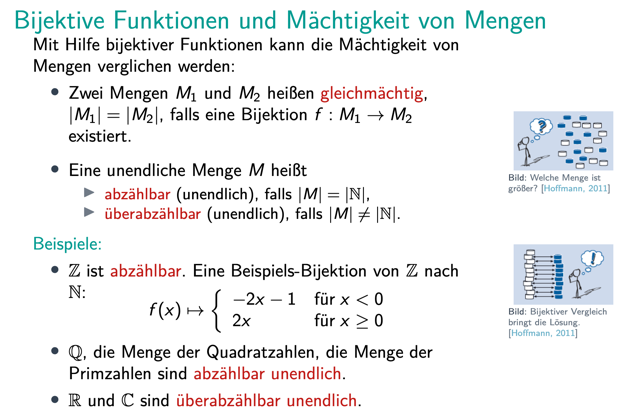 Bijektive Funktionen und Mächtigkeit von Mengen
Mit Hilfe bijektiver Funktionen kann die Mächtigkeit von
Mengen verglichen werden:
• Zwei Mengen M₁ und M₂ heißen gleichmächtig,
|M₁| = |M₂|, falls eine Bijektion f : M₁ → M₂
existiert.
• Eine unendliche Menge M heißt
▶ abzählbar (unendlich), falls |M| = |ℕ|,
▶ überabzählbar (unendlich), falls |M| ≠ |ℕ|.
Beispiele:
• ℤ ist abzählbar. Eine Beispiels-Bijektion von ℤ nach
ℕ:
f(x) ↦ { −2x − 1 für x < 0
2x für x ≥ 0
• ℚ, die Menge der Quadratzahlen, die Menge der
Primzahlen sind abzählbar unendlich.
• ℝ und ℂ sind überabzählbar unendlich.
?
Bild: Welche Menge ist
größer? [Hoffmann, 2011]
!
Bild: Bijektiver Vergleich
bringt die Lösung.
[Hoffmann, 2011]